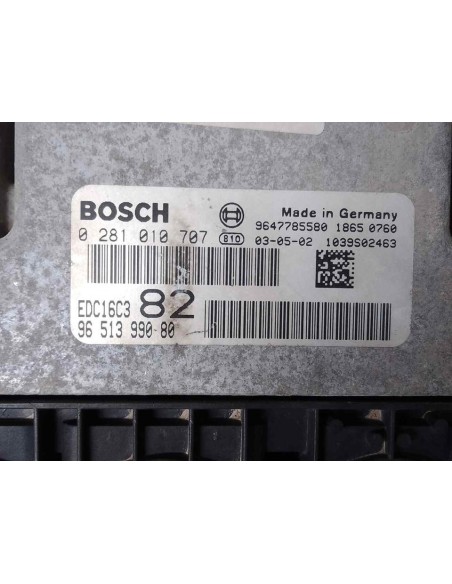 BOSCH Made in Germany
9647785580 1865 0760
0 281 010 707 810 03-05-02 1039S02463
EDC16C3 82
96 513 990-80